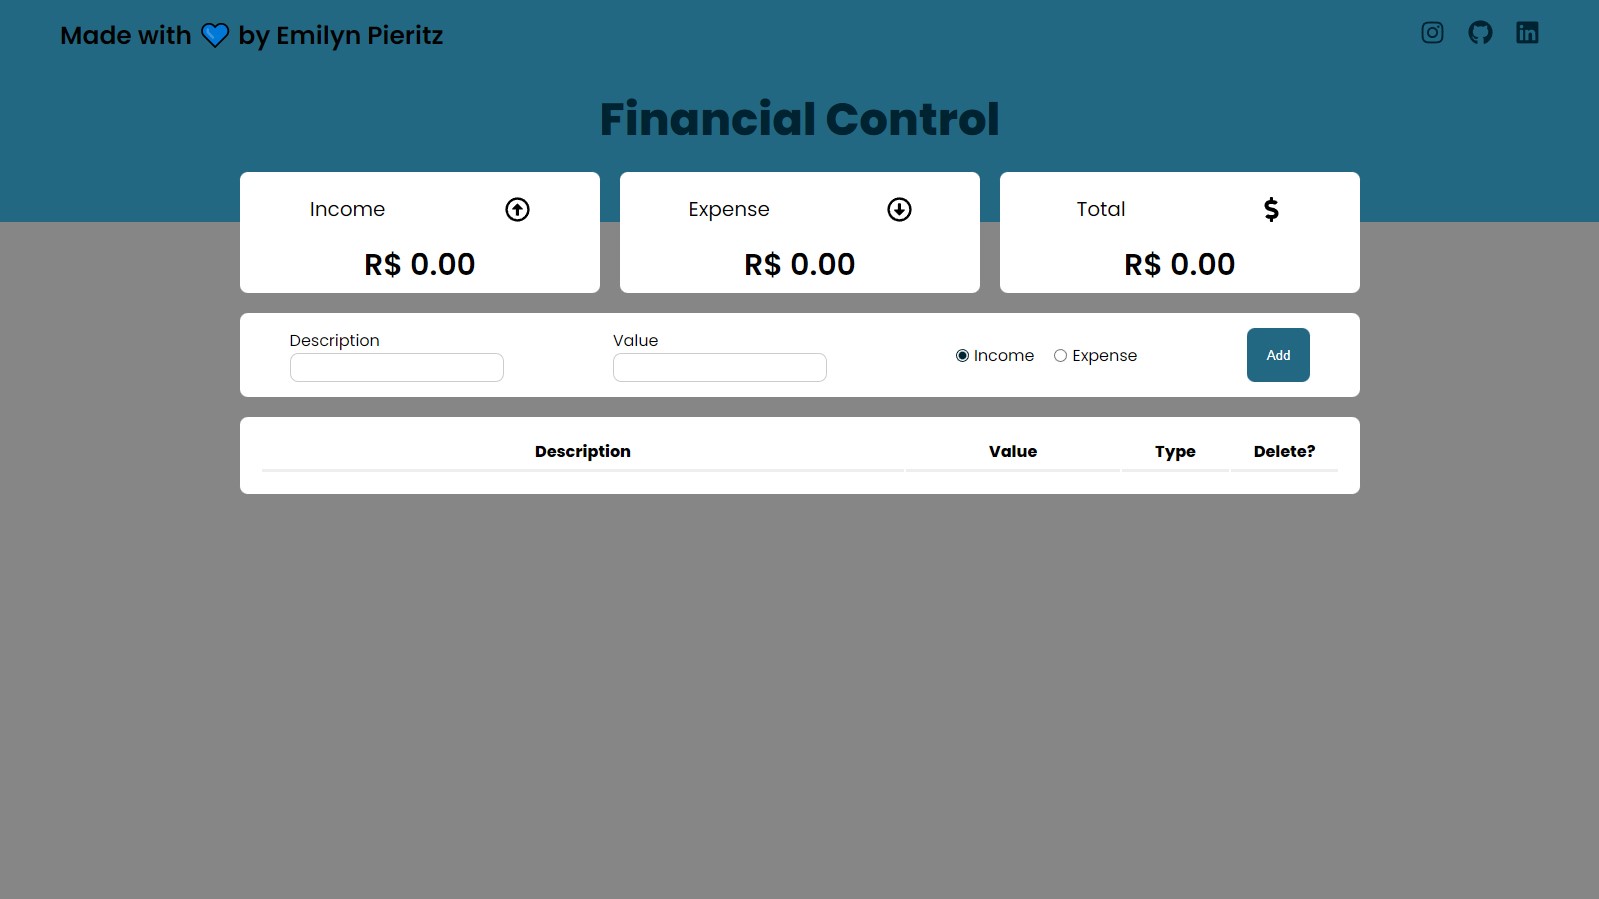 Made with 💙 by Emilyn Pieritz
Financial Control
Income
R$ 0.00
Expense
R$ 0.00
Total
R$ 0.00
Description
Value
Income
Expense
Add
Description Value Type Delete?